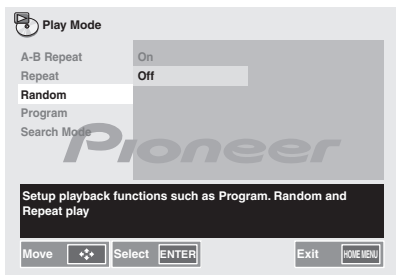 Play Mode
A-B Repeat On
Repeat Off
Random
Program
Search Mode
Pioneer
Setup playback functions such as Program. Random and
Repeat play
Move Select ENTER Exit HOME MENU